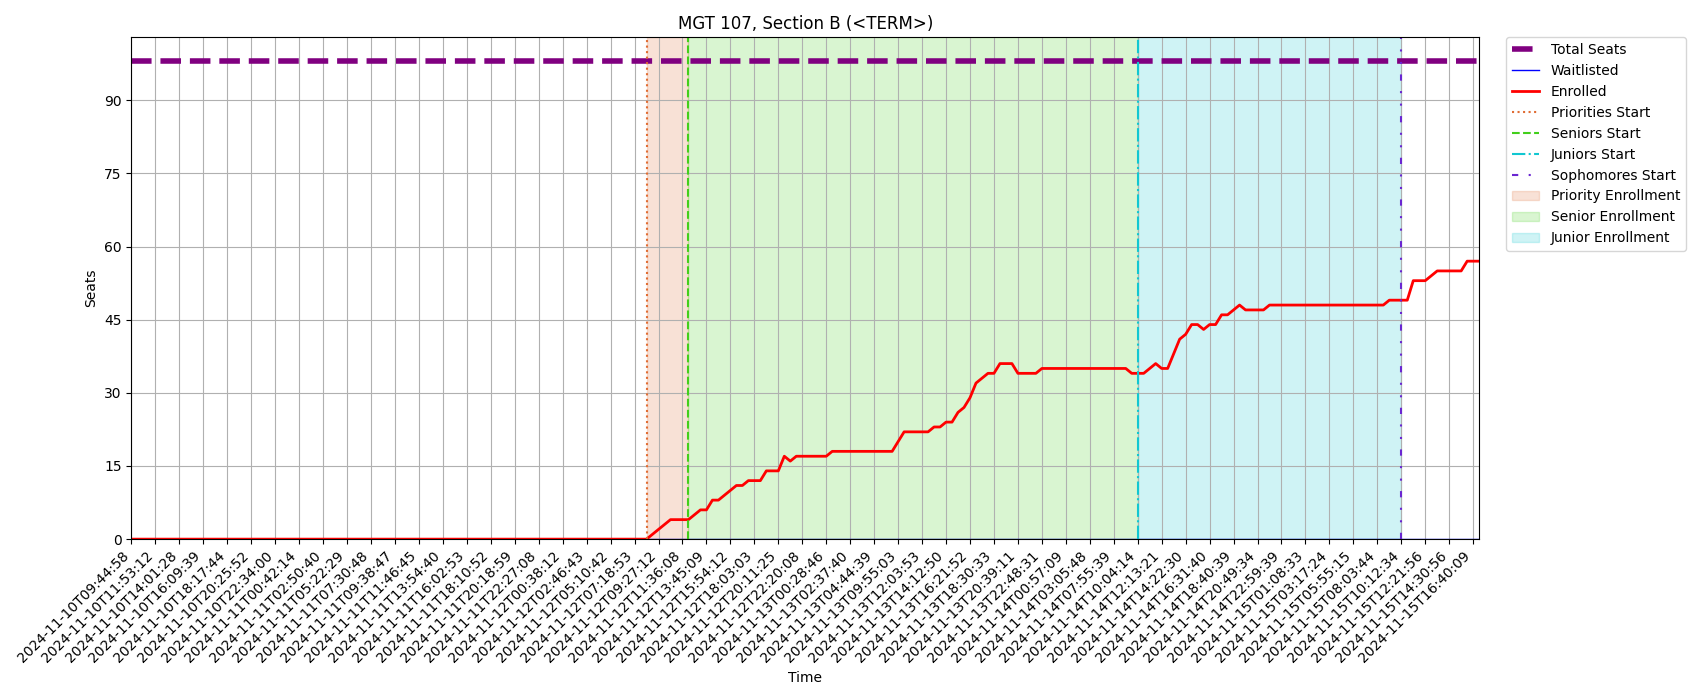 MGT 107, Section B (<TERM>)
Total Seats
Waitlisted
Enrolled
Priorities Start
Seniors Start
Juniors Start
Sophomores Start
Priority Enrollment
Senior Enrollment
Junior Enrollment
Seats
90
75
60
45
30
15
0
2024-11-10T09:44:58
2024-11-10T11:53:12
2024-11-10T14:01:28
2024-11-10T16:09:39
2024-11-10T18:17:44
2024-11-10T20:25:52
2024-11-10T22:34:00
2024-11-11T00:42:14
2024-11-11T02:50:40
2024-11-11T05:22:29
2024-11-11T07:30:48
2024-11-11T09:38:47
2024-11-11T11:46:45
2024-11-11T13:54:40
2024-11-11T16:02:53
2024-11-11T18:10:52
2024-11-11T20:18:59
2024-11-11T22:27:08
2024-11-12T00:38:12
2024-11-12T02:46:43
2024-11-12T05:10:42
2024-11-12T07:18:53
2024-11-12T09:27:12
2024-11-12T11:36:08
2024-11-12T13:45:09
2024-11-12T15:54:12
2024-11-12T18:03:03
2024-11-12T20:11:25
2024-11-12T22:20:08
2024-11-13T00:28:46
2024-11-13T02:37:40
2024-11-13T04:44:39
2024-11-13T09:55:03
2024-11-13T12:03:53
2024-11-13T14:12:50
2024-11-13T16:21:52
2024-11-13T18:30:33
2024-11-13T20:39:11
2024-11-13T22:48:31
2024-11-14T00:57:09
2024-11-14T03:05:48
2024-11-14T07:55:39
2024-11-14T10:04:14
2024-11-14T12:13:21
2024-11-14T14:22:30
2024-11-14T16:31:40
2024-11-14T18:40:39
2024-11-14T20:49:34
2024-11-14T22:59:39
2024-11-15T01:08:33
2024-11-15T03:17:24
2024-11-15T05:55:15
2024-11-15T08:03:44
2024-11-15T10:12:34
2024-11-15T12:21:56
2024-11-15T14:30:56
2024-11-15T16:40:09
Time